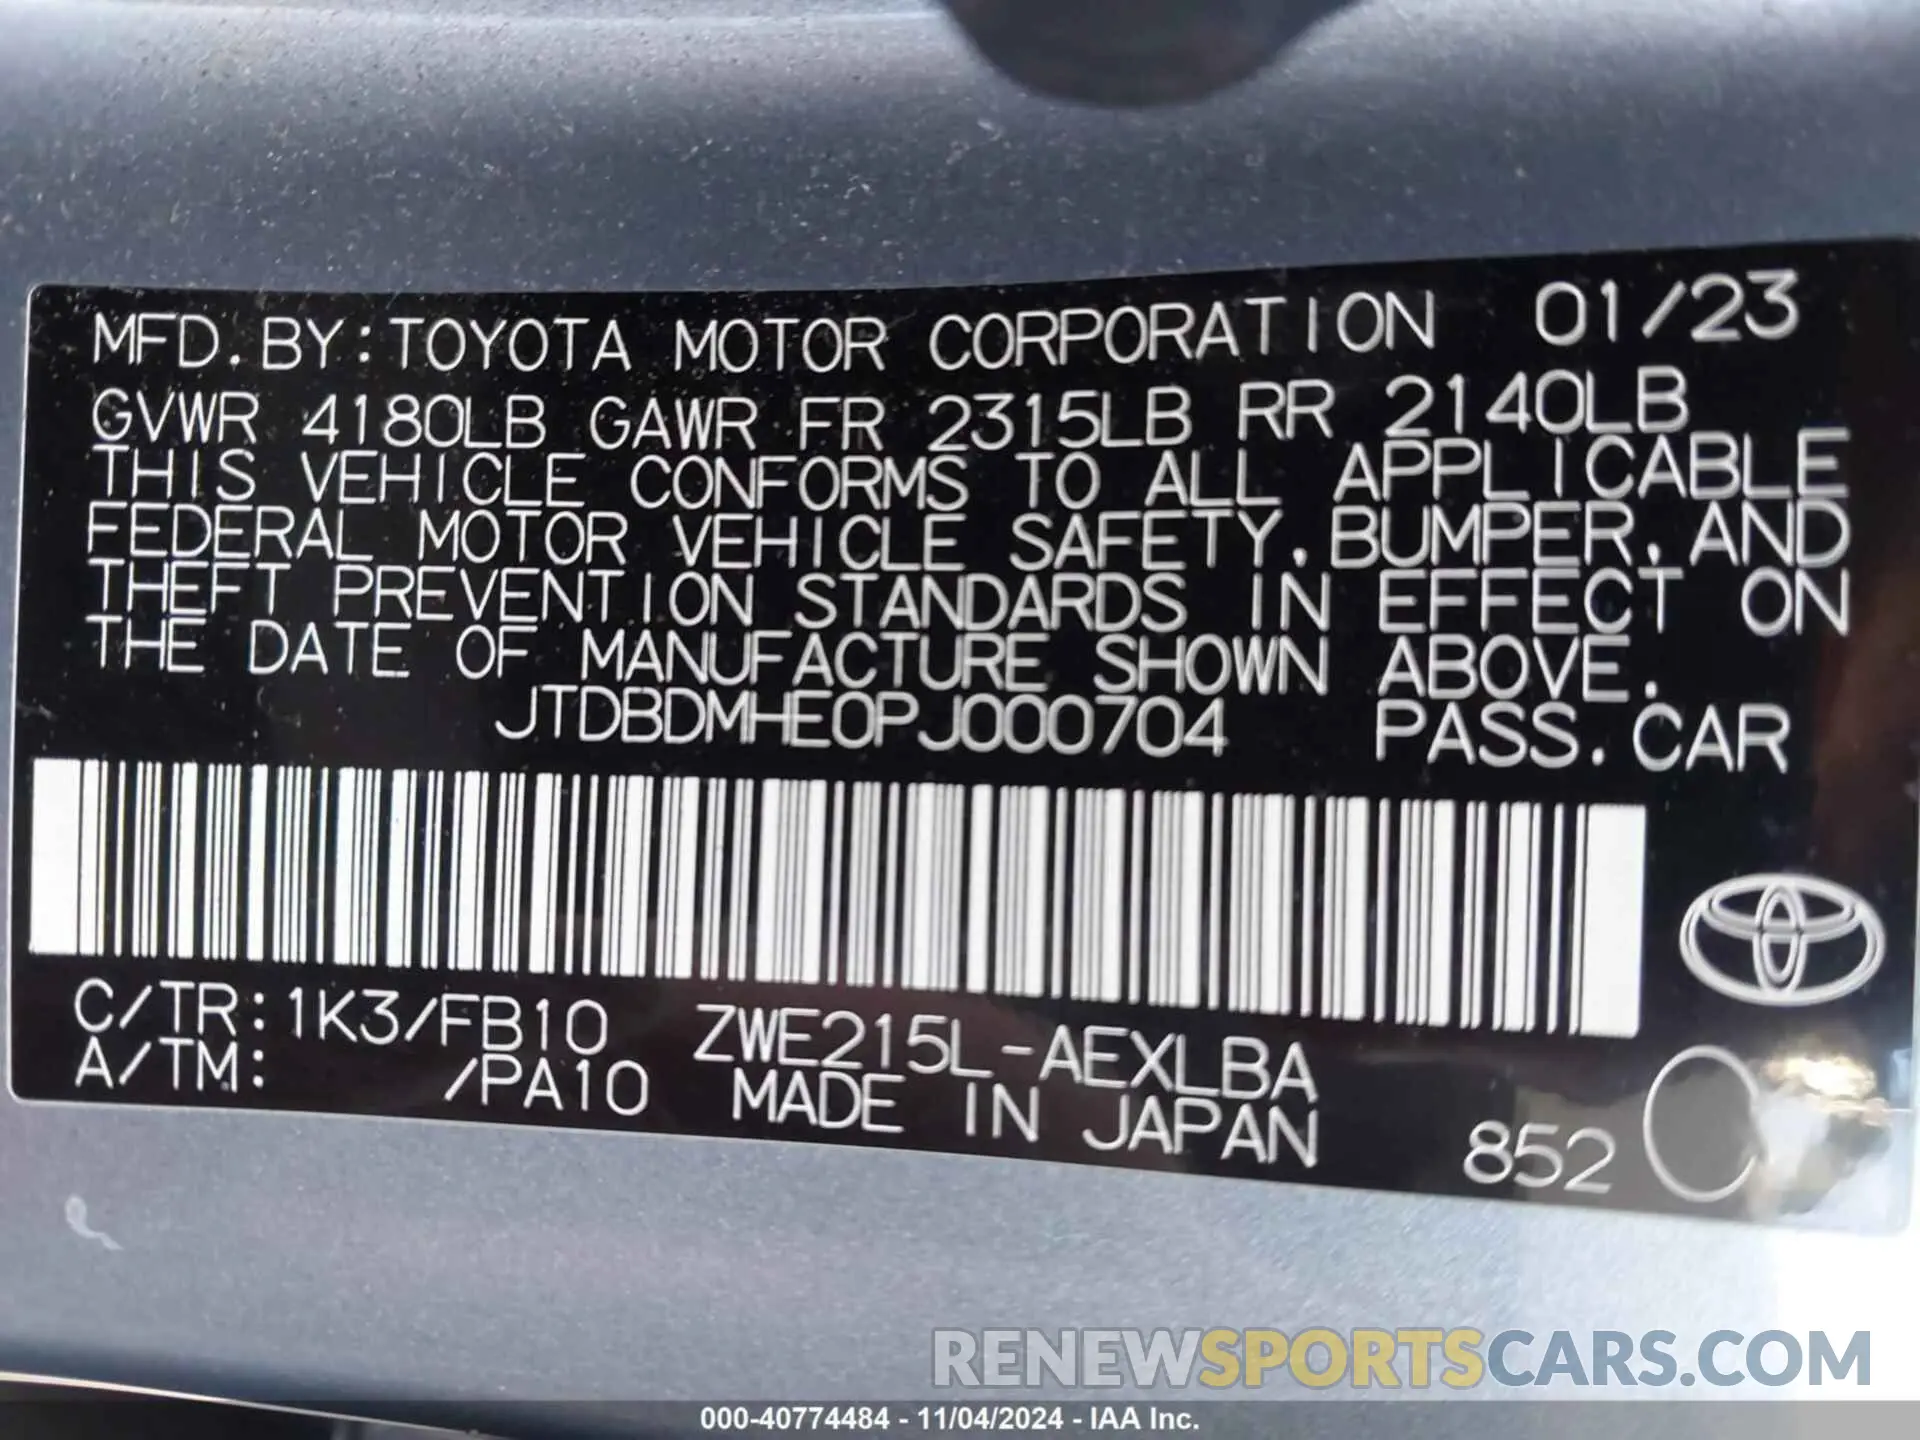 MFD. BY: TOYOTA MOTOR CORPORATION 01/23
GVWR 4180LB GAWR FR 2315LB RR 2140LB
THIS VEHICLE CONFORMS TO ALL APPLICABLE
FEDERAL MOTOR VEHICLE SAFETY, BUMPER, AND
THEFT PREVENTION STANDARDS IN EFFECT ON
THE DATE OF MANUFACTURE SHOWN ABOVE.
JTDBDMHE0PJ000704 PASS. CAR
C/TR: 1K3/FB10 ZWE215L-AEXLBA
A/TM: /PA10 MADE IN JAPAN 852
RENEWSPORTSCARS.COM
000-40774484 - 11/04/2024 - IAA Inc.